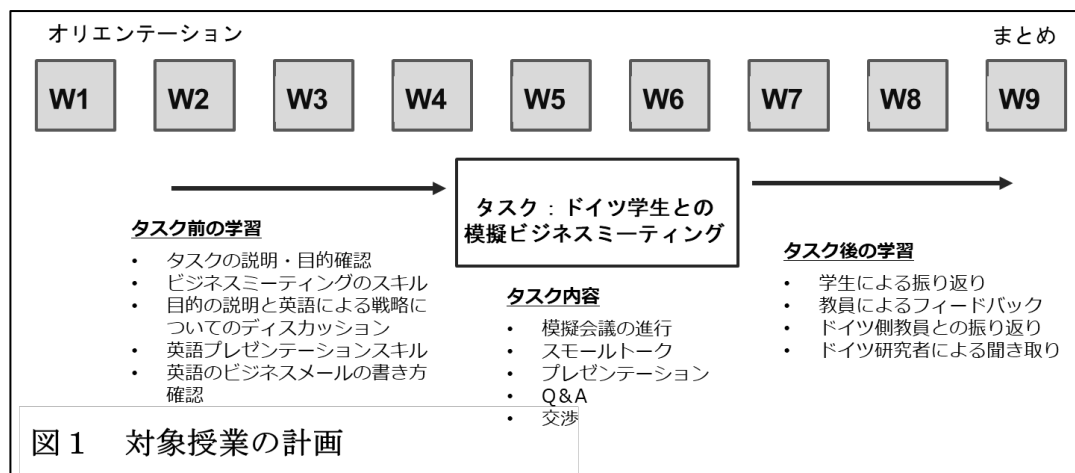 オリエンテーション
まとめ
W1 W2 W3 W4 W5 W6 W7 W8 W9
タスク：ドイツ学生との
模擬ビジネスミーティング
タスク前の学習
• タスクの説明・目的確認
• ビジネスミーティングのスキル
• 目的の説明と英語による戦略に
ついてのディスカッション
• 英語プレゼンテーションスキル
• 英語のビジネスメールの書き方
確認
タスク内容
• 模擬会議の進行
• スモールトーク
• プレゼンテーション
• Q&A
• 交渉
タスク後の学習
• 学生による振り返り
• 教員によるフィードバック
• ドイツ側教員との振り返り
• ドイツ研究者による聞き取り
図１　対象授業の計画